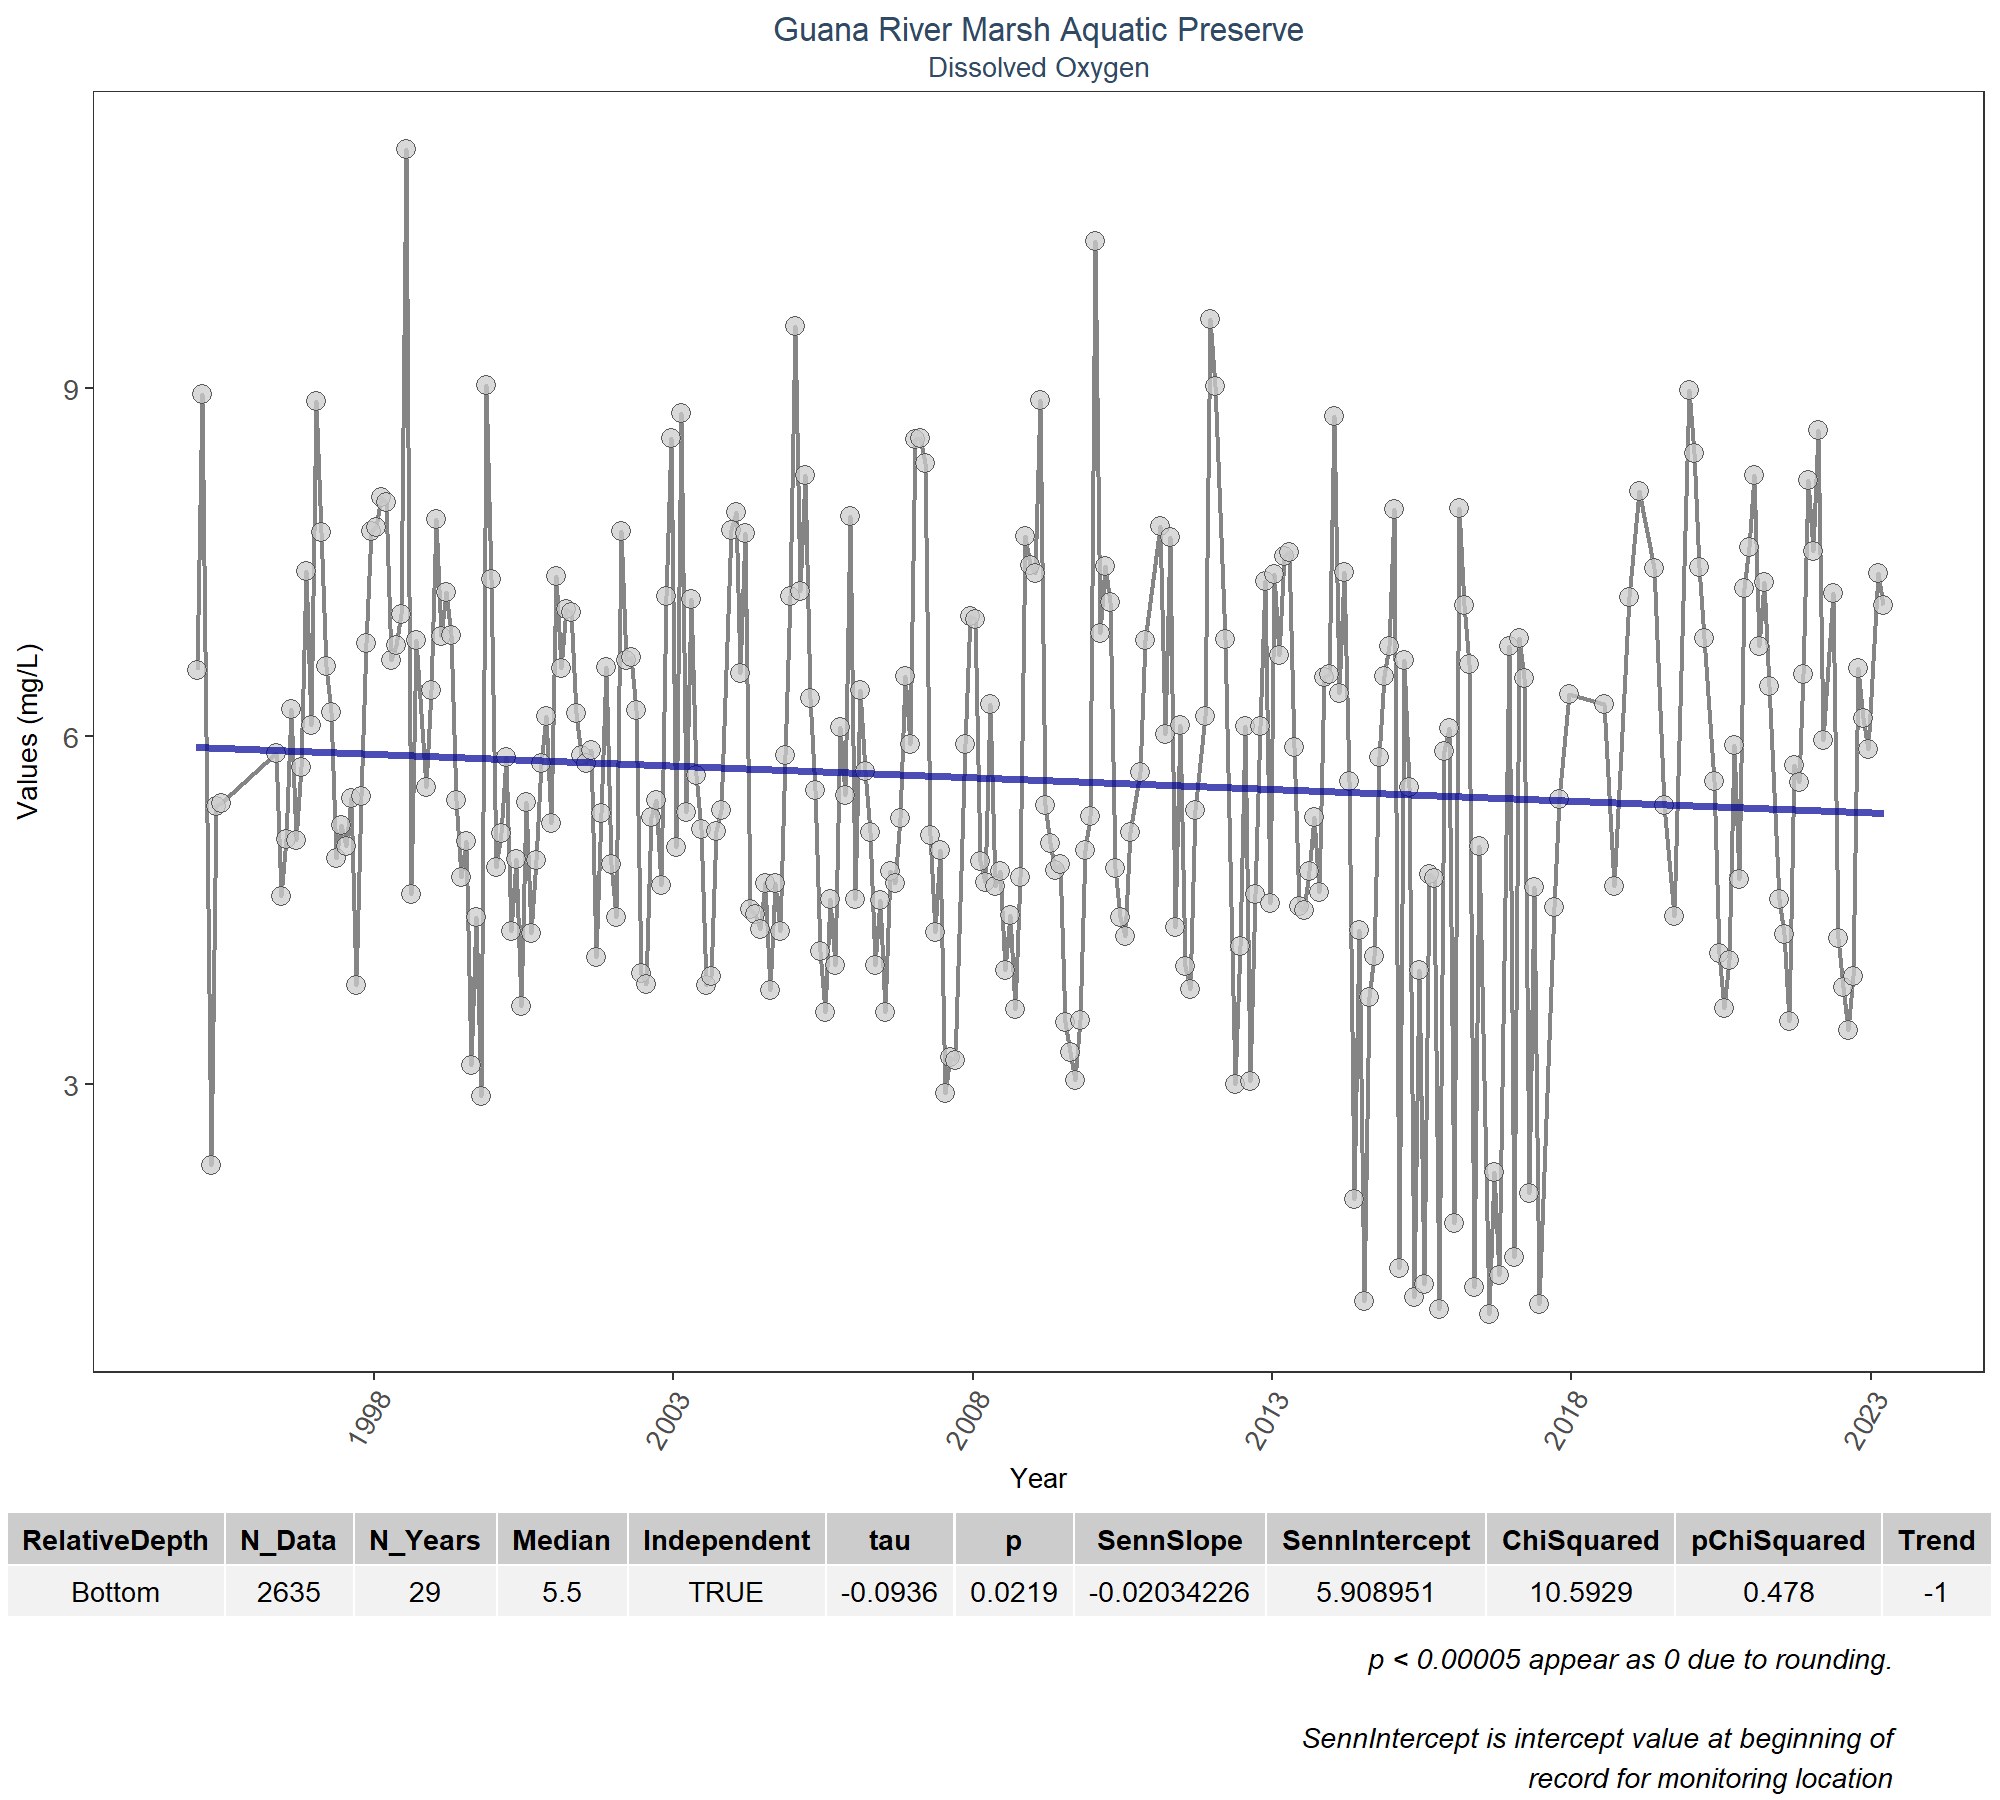 Guana River Marsh Aquatic Preserve
Dissolved Oxygen
Values (mg/L)
9
6
3
1998 2003 2008 2013 2018 2023
Year
RelativeDepth N_Data N_Years Median Independent tau p SennSlope SennIntercept ChiSquared pChiSquared Trend
Bottom 2635 29 5.5 TRUE -0.0936 0.0219 -0.02034226 5.908951 10.5929 0.478 -1
p < 0.00005 appear as 0 due to rounding.
SennIntercept is intercept value at beginning of
record for monitoring location